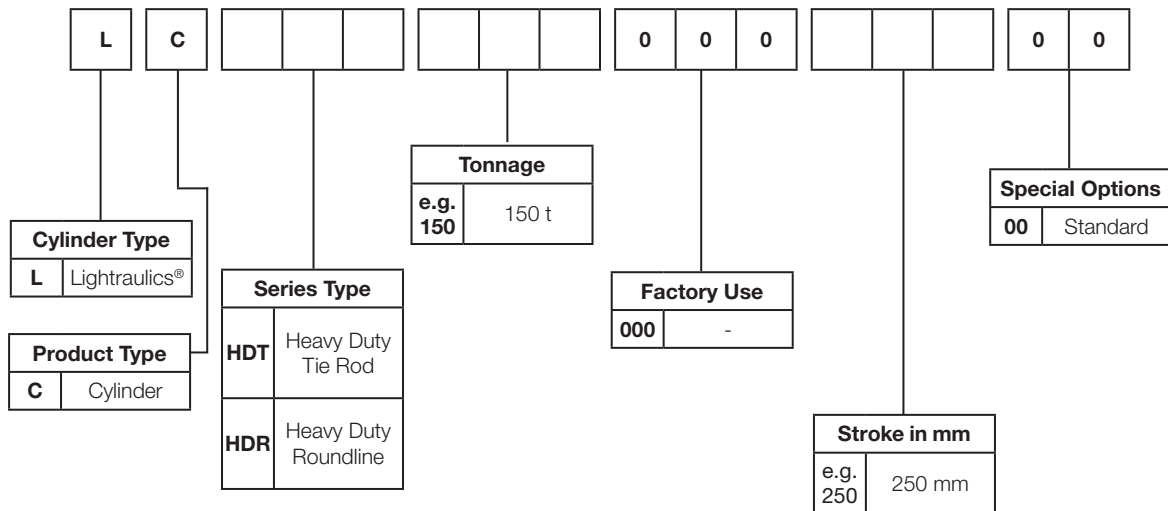 L C 0 0 0 0 0
Tonnage
e.g. 150 150 t
Special Options
00 Standard
Cylinder Type
L Lightraulics®
Series Type
HDT Heavy Duty Tie Rod
HDR Heavy Duty Roundline
Factory Use
000 -
Product Type
C Cylinder
Stroke in mm
e.g. 250 250 mm